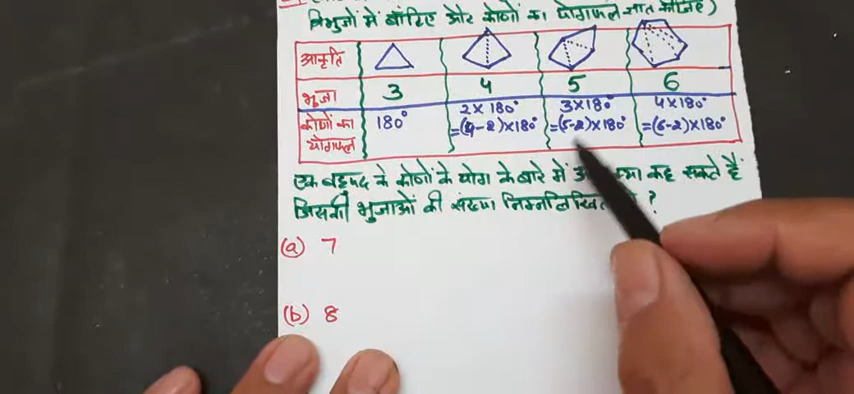 त्रिभुजों में बांटिए और कोणों का योगफल ज्ञात कीजिए)
आकृति
भुजा 3 4 5 6
कोणों का योगफल 180° 2×180° =(4-2)×180° 3×180° =(5-2)×180° 4×180° =(6-2)×180°
एक बहुभुज के कोणों के योग के बारे में कह सकते हैं
जिसकी भुजाओं की संख्या निम्नलिखित ?
(a) 7
(b) 8